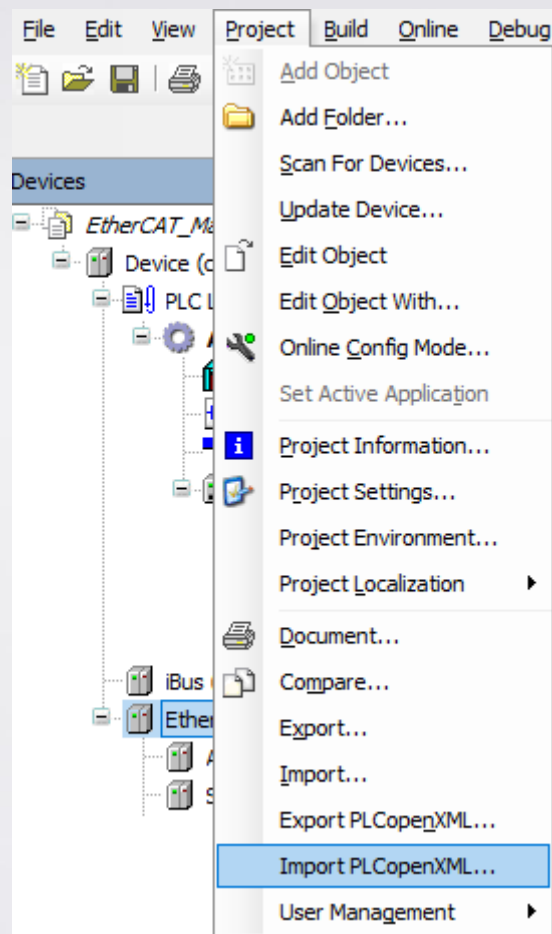 File Edit View Project Build Online Debug
Add Object
Add Folder...
Scan For Devices...
Devices
Update Device...
EtherCAT_Ma
Edit Object
Device (c
Edit Object With...
PLC L
Online Config Mode...
Set Active Application
Project Information...
Project Settings...
Project Environment...
Project Localization
Document...
iBus
Compare...
Ether
Export...
Import...
Export PLCopenXML...
Import PLCopenXML...
User Management